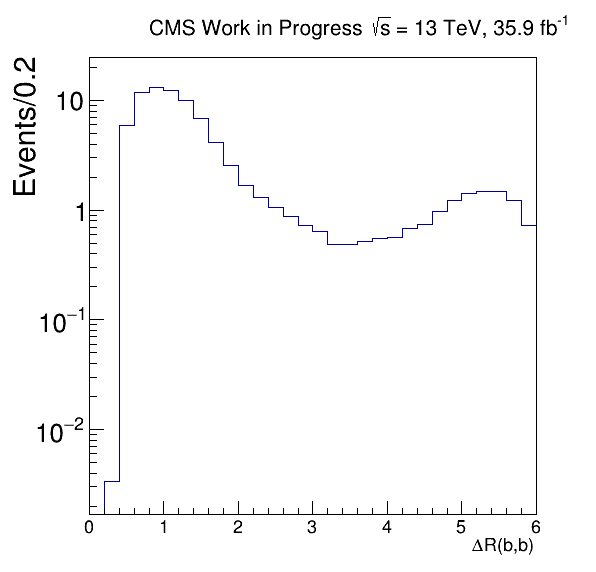 CMS Work in Progress √s = 13 TeV, 35.9 fb⁻¹
Events/0.2
10
1
10⁻¹
10⁻²
0 1 2 3 4 5 6
ΔR(b,b)